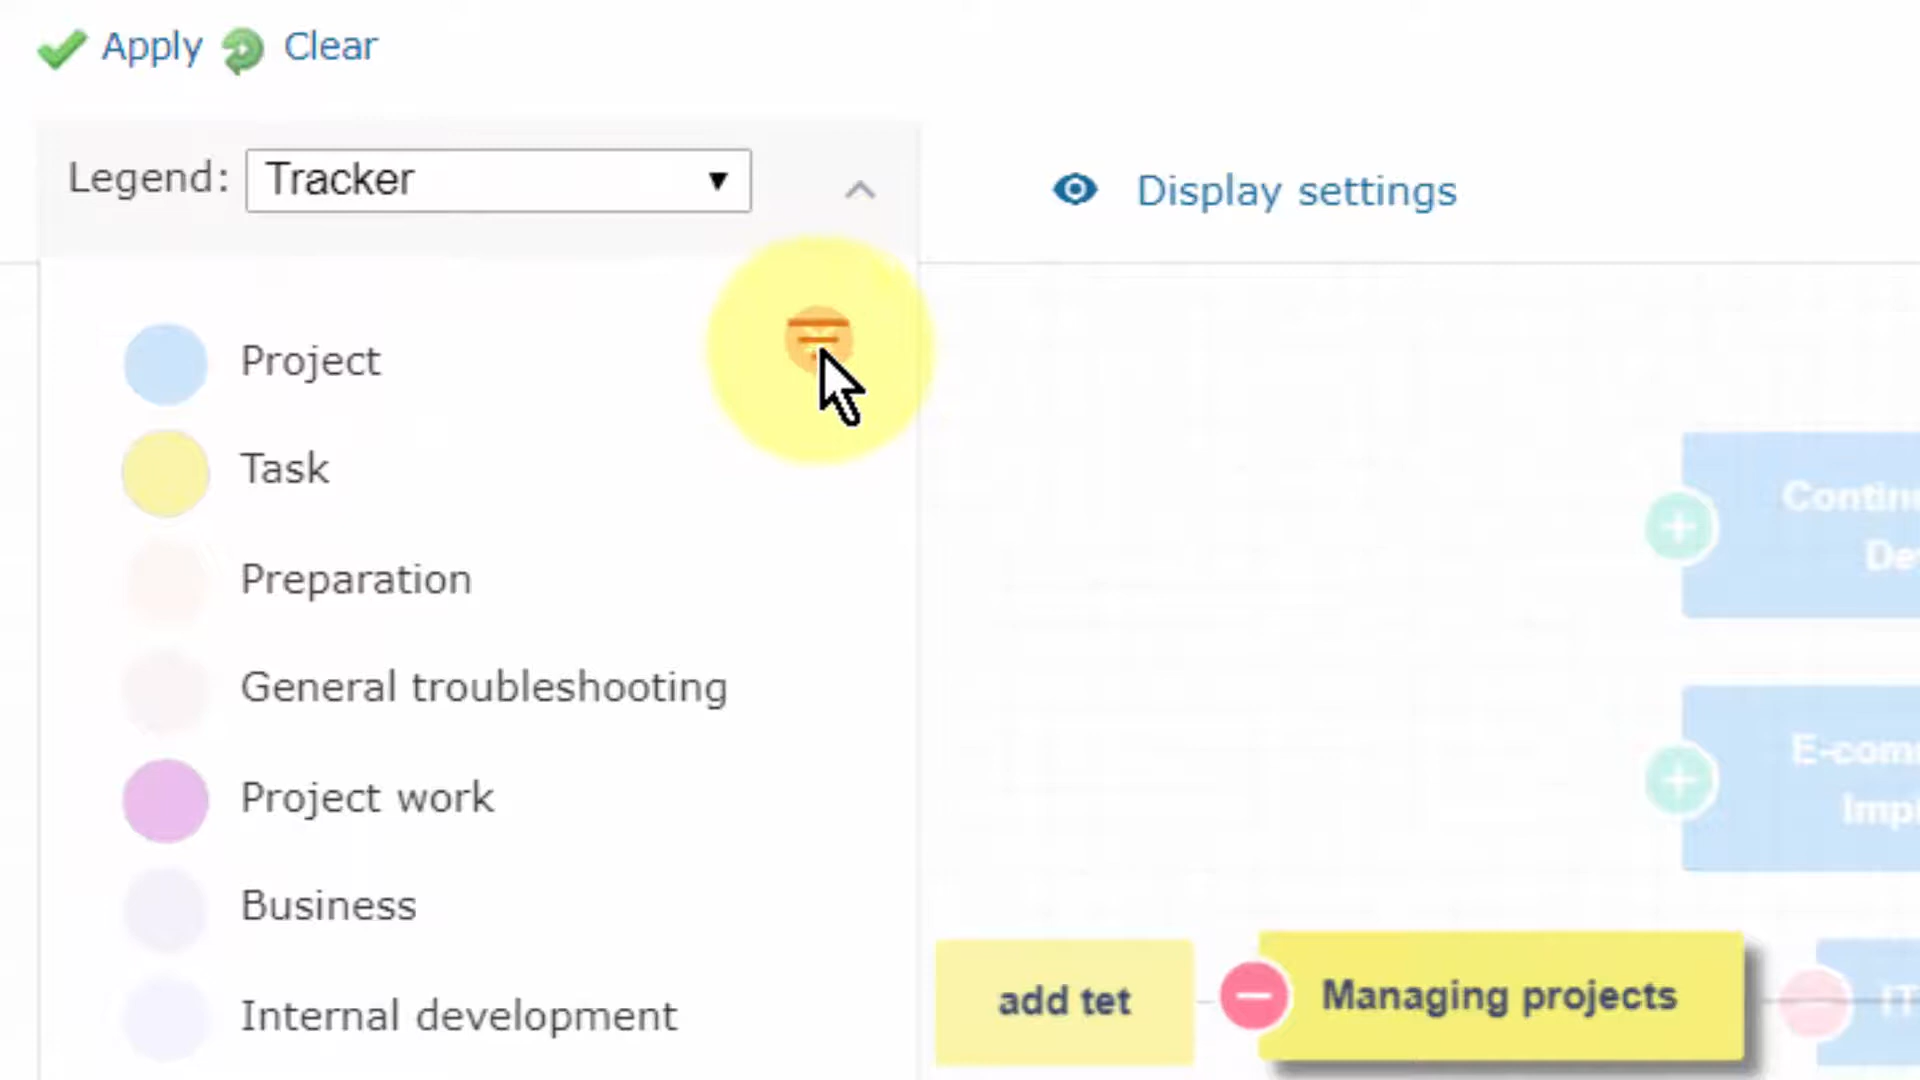 Apply Clear
Legend: Tracker
Display settings
Project
Task
Preparation
General troubleshooting
Project work
Business
Internal development
add tet
Managing projects
IT